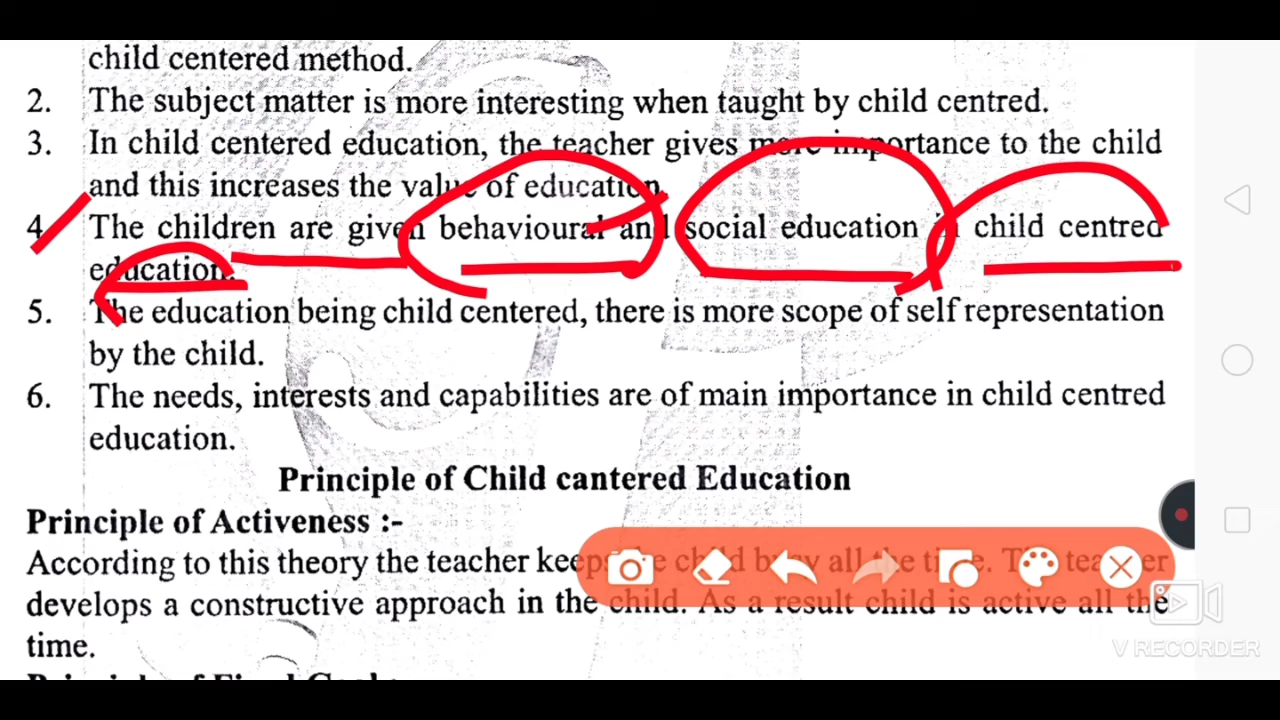 child centered method.
2. The subject matter is more interesting when taught by child centred.
3. In child centered education, the teacher gives more importance to the child
and this increases the value of education.
4. The children are given behavioural and social education in child centred
education.
5. The education being child centered, there is more scope of self representation
by the child.
6. The needs, interests and capabilities are of main importance in child centred
education.
Principle of Child cantered Education
Principle of Activeness :-
According to this theory the teacher keeps the child busy all the time. The teacher
develops a constructive approach in the child. As a result child is active all the
time.
V RECORDER